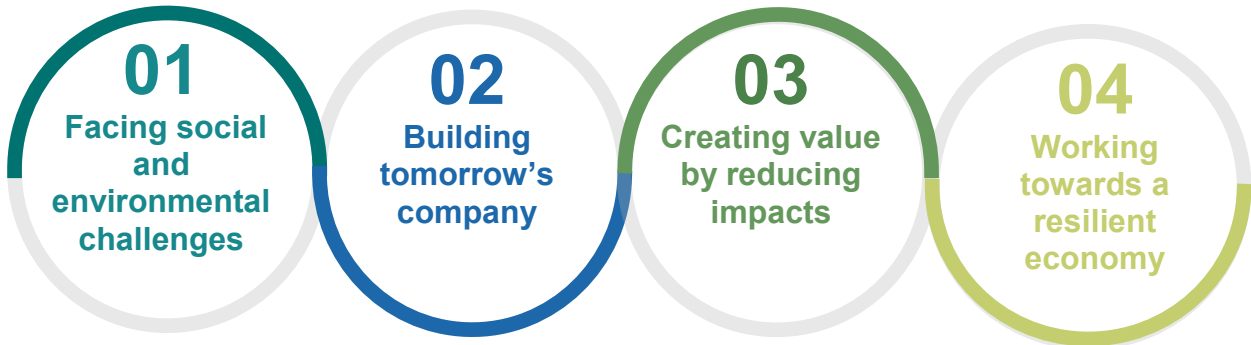 01
Facing social
and
environmental
challenges
02
Building
tomorrow’s
company
03
Creating value
by reducing
impacts
04
Working
towards a
resilient
economy